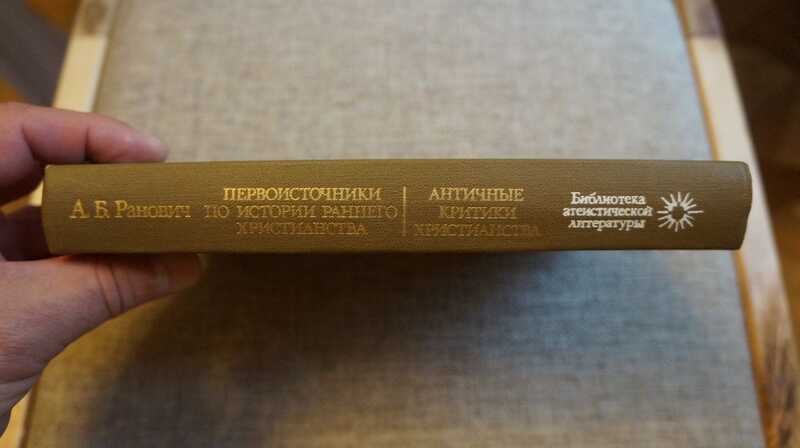 А. Б. Ранович
ПЕРВОИСТОЧНИКИ
ПО ИСТОРИИ РАННЕГО
ХРИСТИАНСТВА
АНТИЧНЫЕ
КРИТИКИ
ХРИСТИАНСТВА
Библиотека
атеистической
литературы